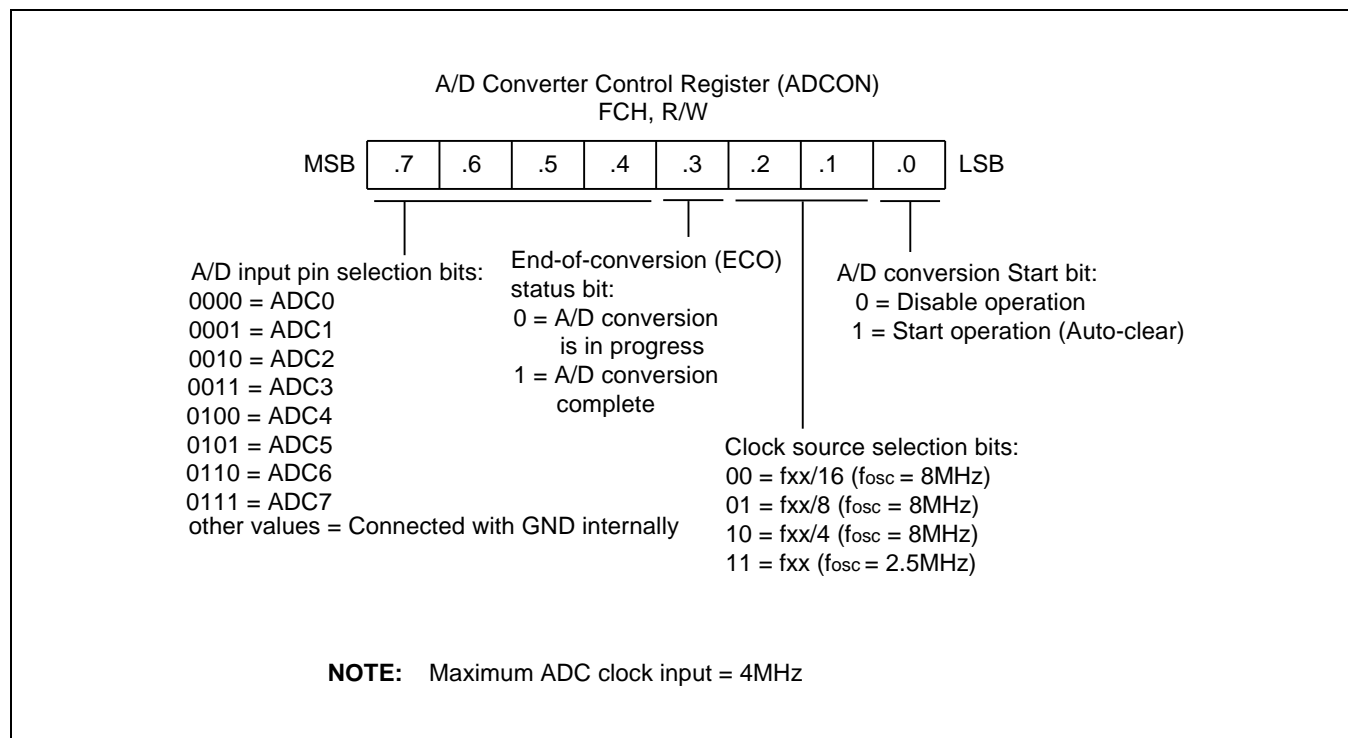 A/D Converter Control Register (ADCON)
FCH, R/W
MSB .7 .6 .5 .4 .3 .2 .1 .0 LSB
A/D input pin selection bits:
0000 = ADC0
0001 = ADC1
0010 = ADC2
0011 = ADC3
0100 = ADC4
0101 = ADC5
0110 = ADC6
0111 = ADC7
other values = Connected with GND internally
End-of-conversion (ECO)
status bit:
0 = A/D conversion
is in progress
1 = A/D conversion
complete
Clock source selection bits:
00 = fxx/16 (fosc = 8MHz)
01 = fxx/8 (fosc = 8MHz)
10 = fxx/4 (fosc = 8MHz)
11 = fxx (fosc = 2.5MHz)
A/D conversion Start bit:
0 = Disable operation
1 = Start operation (Auto-clear)
NOTE: Maximum ADC clock input = 4MHz